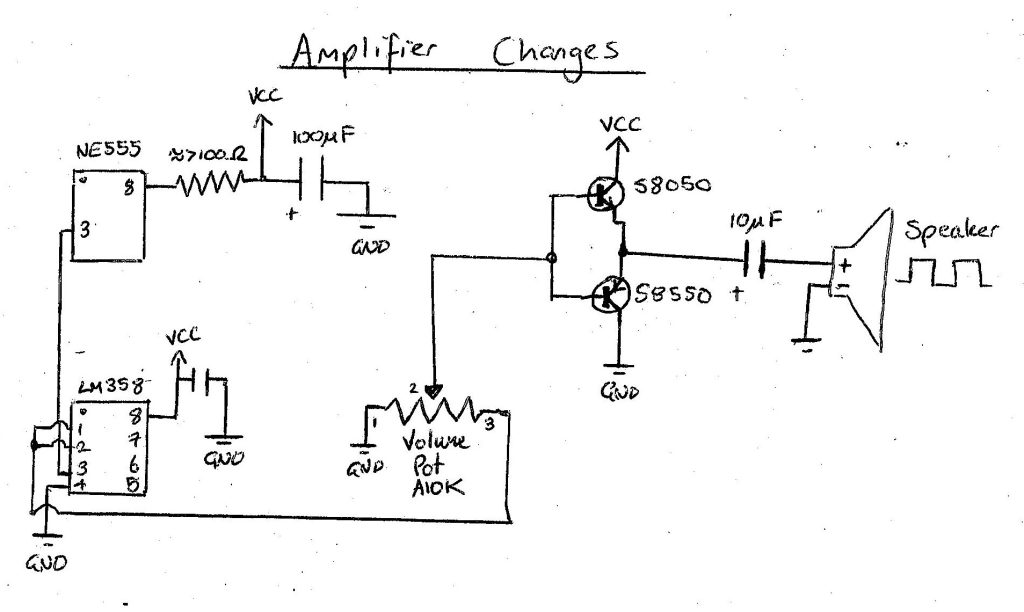 Amplifier Changes
VCC
NE555
≈>100Ω
100µF
8
3
+
GND
VCC
S8050
10µF
Speaker
+
-
S8550
+
GND
VCC
LM358
8
1
7
2
3
6
4
5
GND
GND
2
1
3
GND
Volume
Pot
A10K